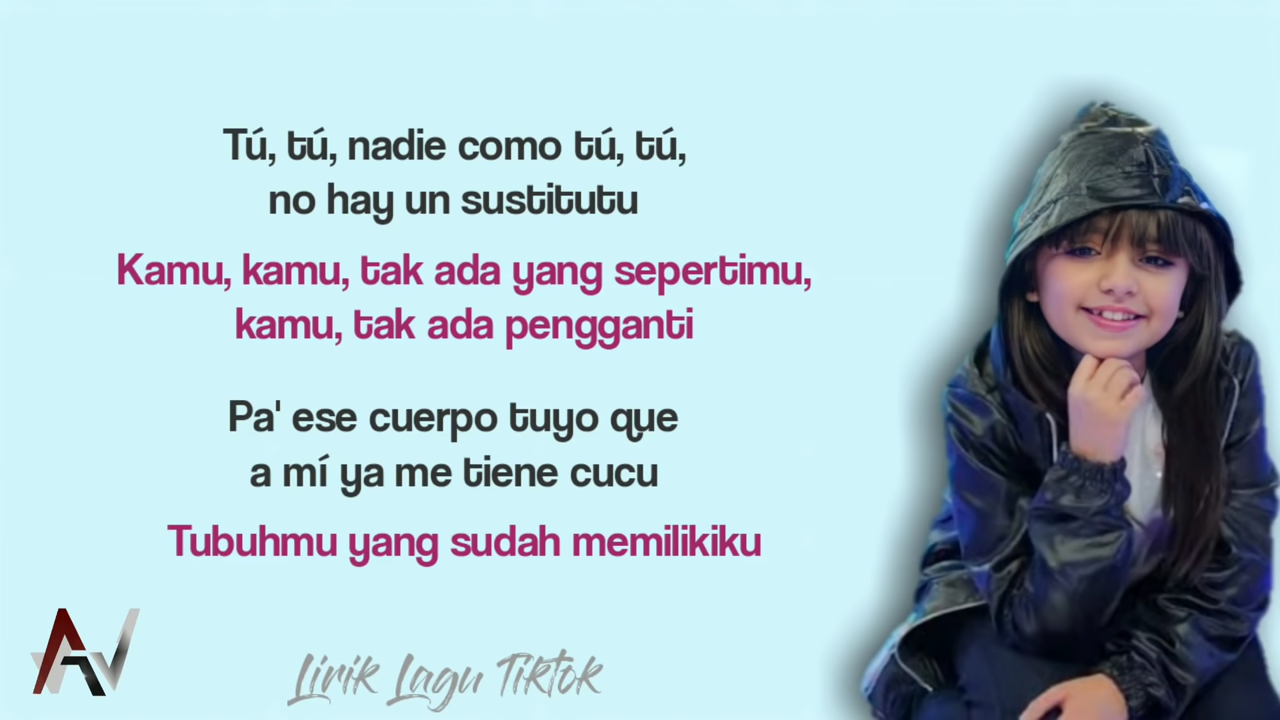 Tú, tú, nadie como tú, tú,
no hay un sustitutu
Kamu, kamu, tak ada yang sepertimu,
kamu, tak ada pengganti
Pa' ese cuerpo tuyo que
a mí ya me tiene cucu
Tubuhmu yang sudah memilikiku
Lirik Lagu Tiktok